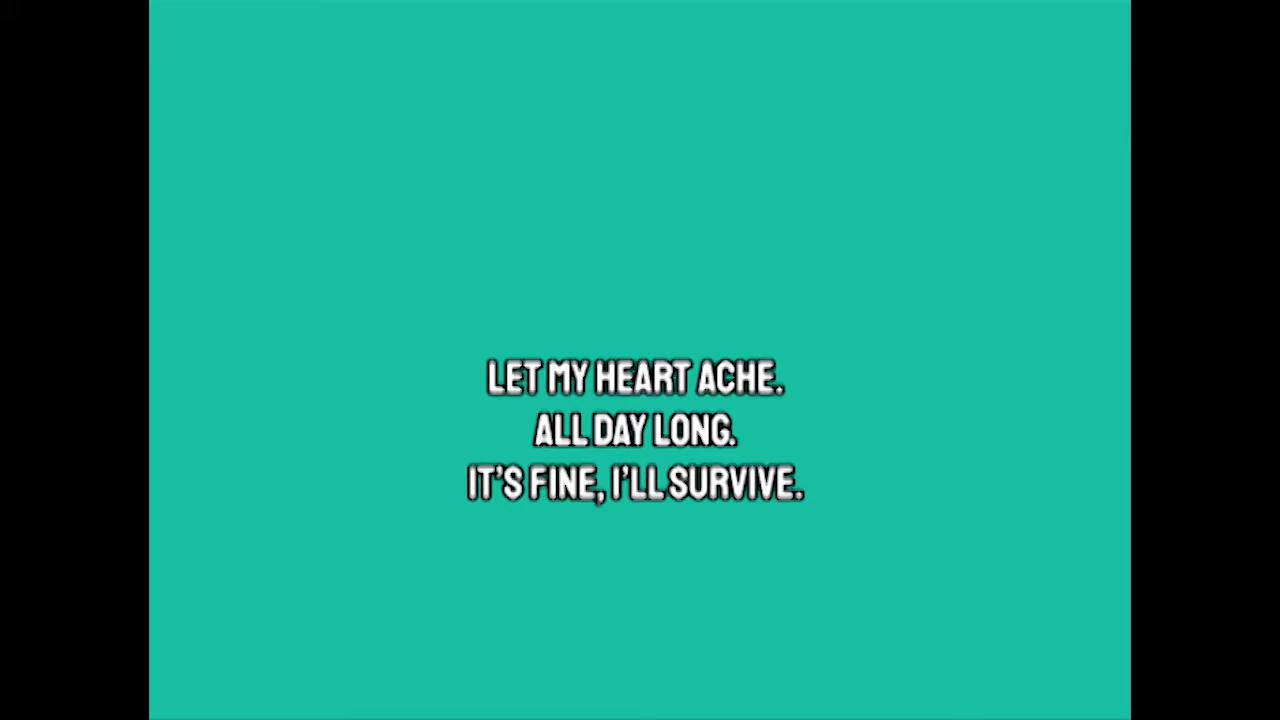 LET MY HEART ACHE.
ALL DAY LONG.
IT'S FINE, I'LL SURVIVE.